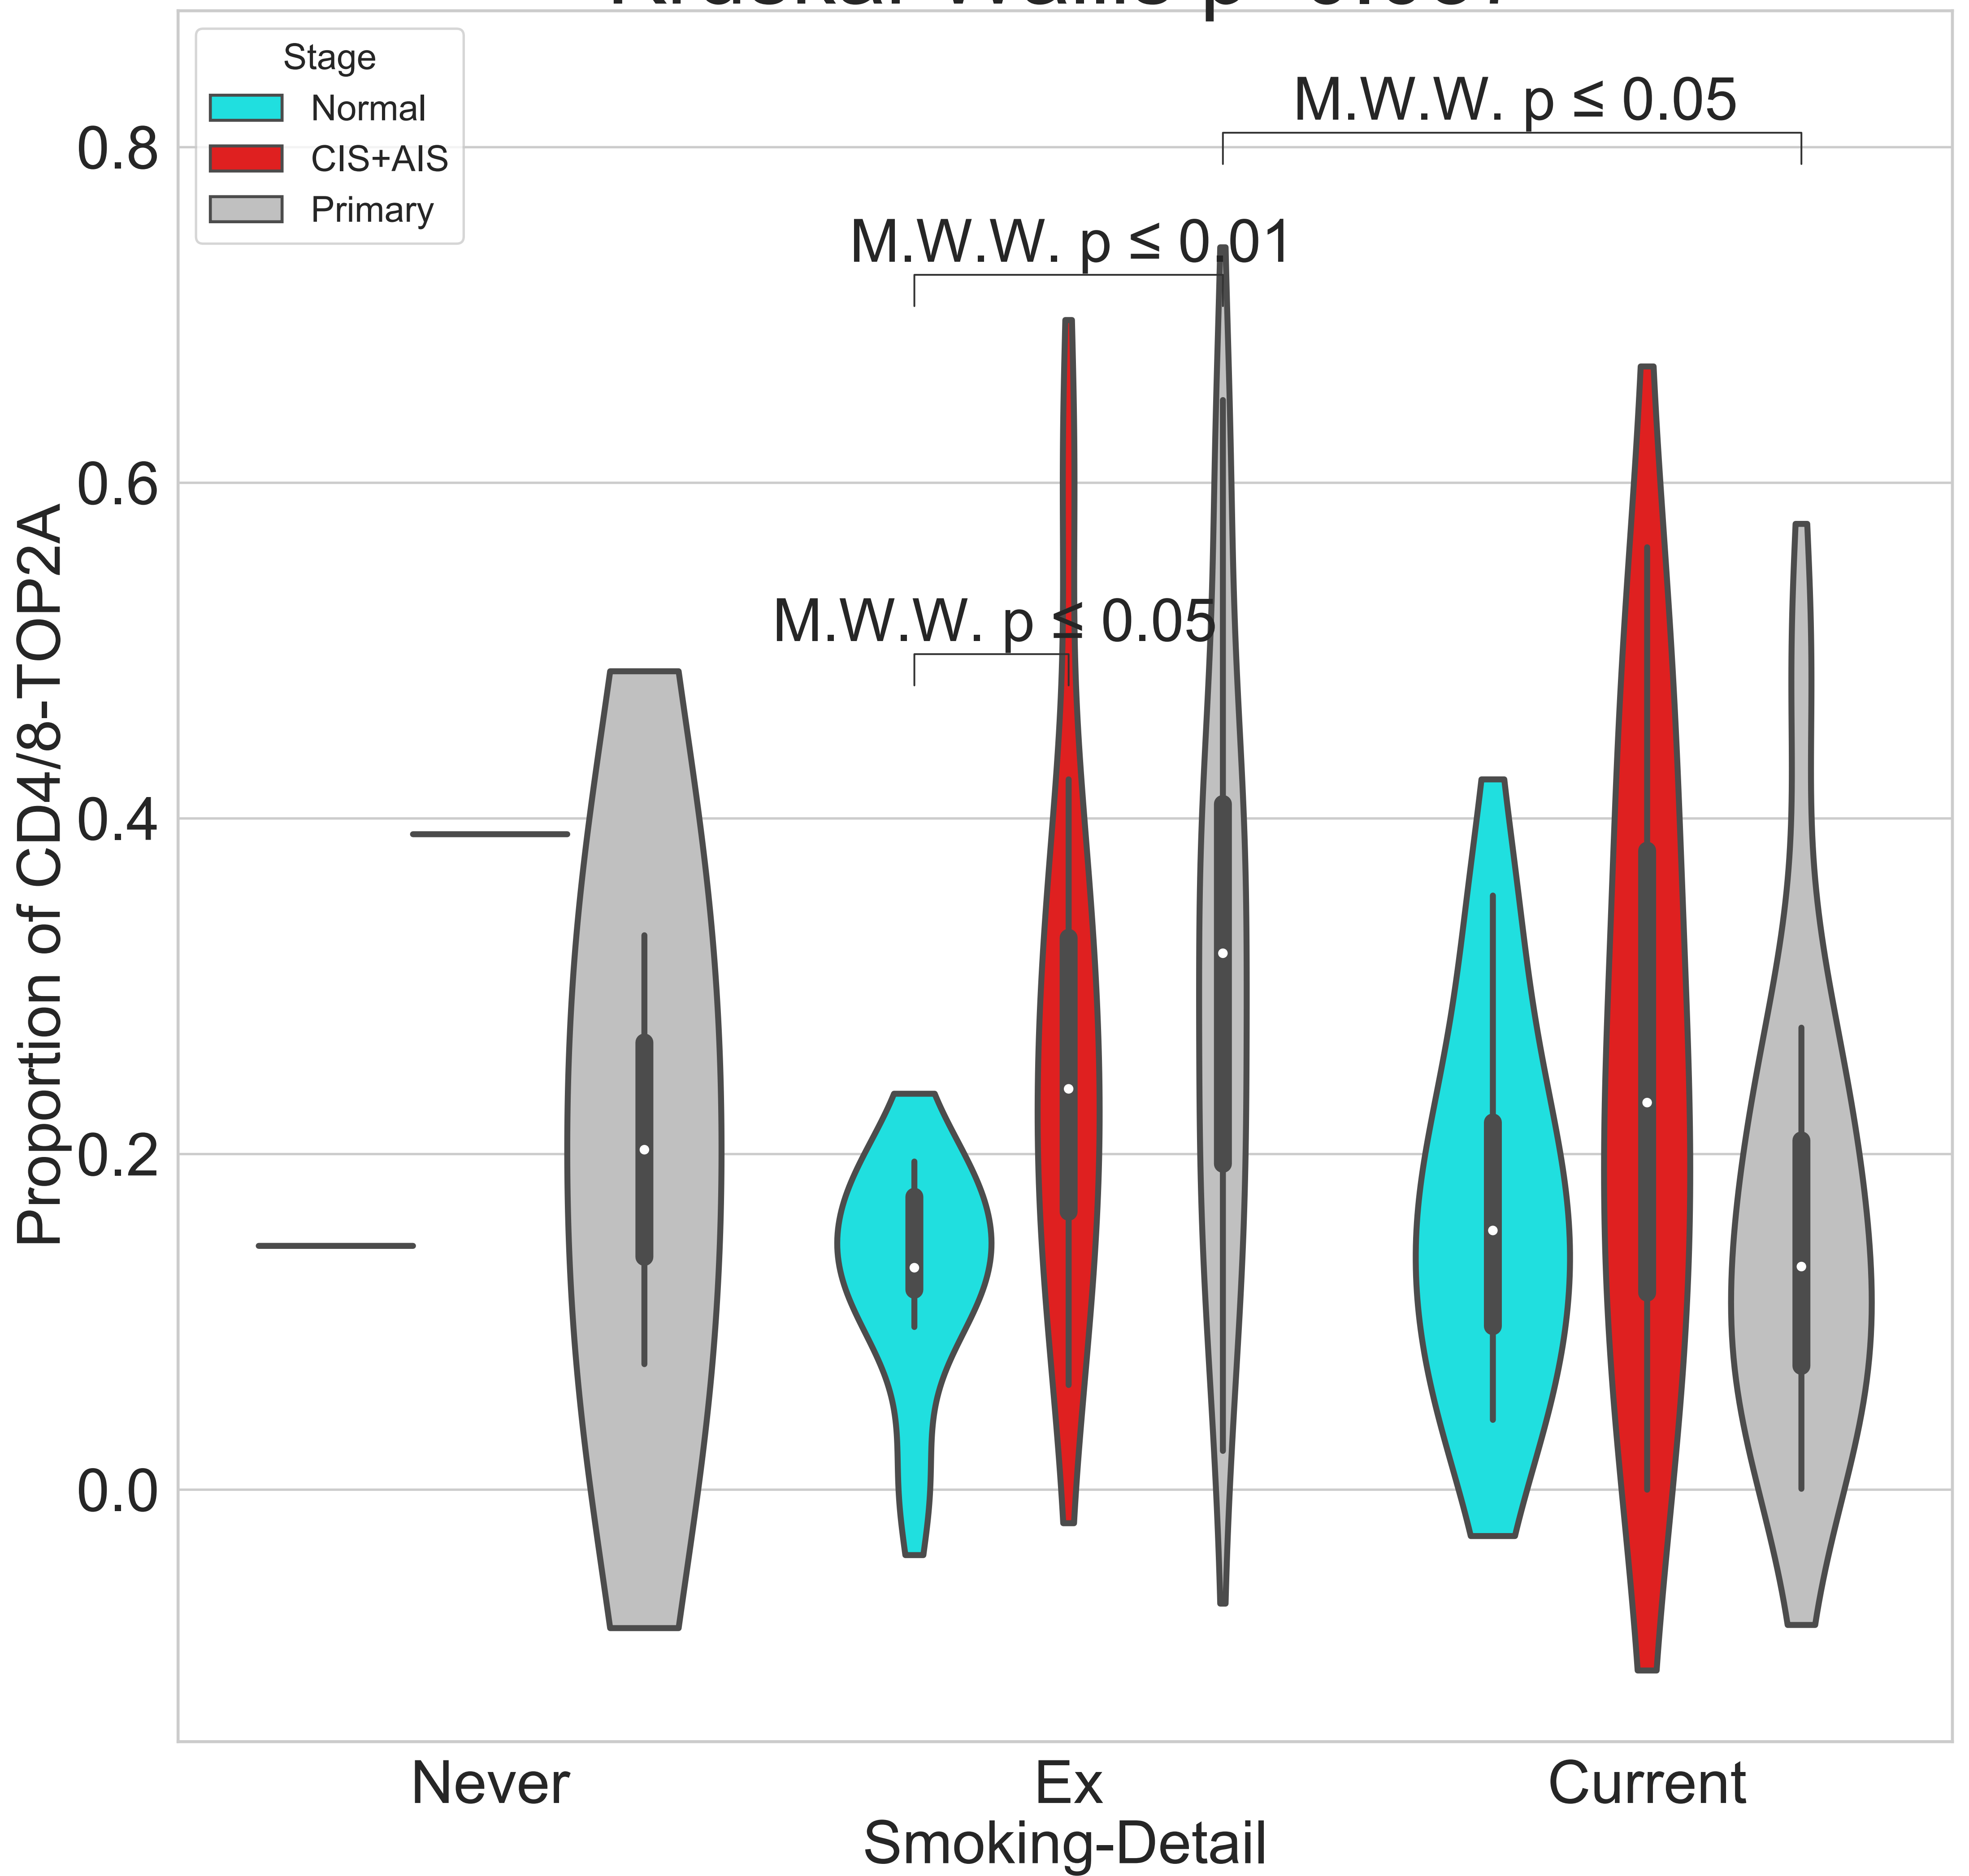 Stage
Normal
CIS+AIS
Primary
M.W.W. p ≤ 0.05
M.W.W. p ≤ 0.01
M.W.W. p ≤ 0.05
0.8
0.6
0.4
0.2
0.0
Proportion of CD4/8-TOP2A
Never
Ex
Current
Smoking-Detail